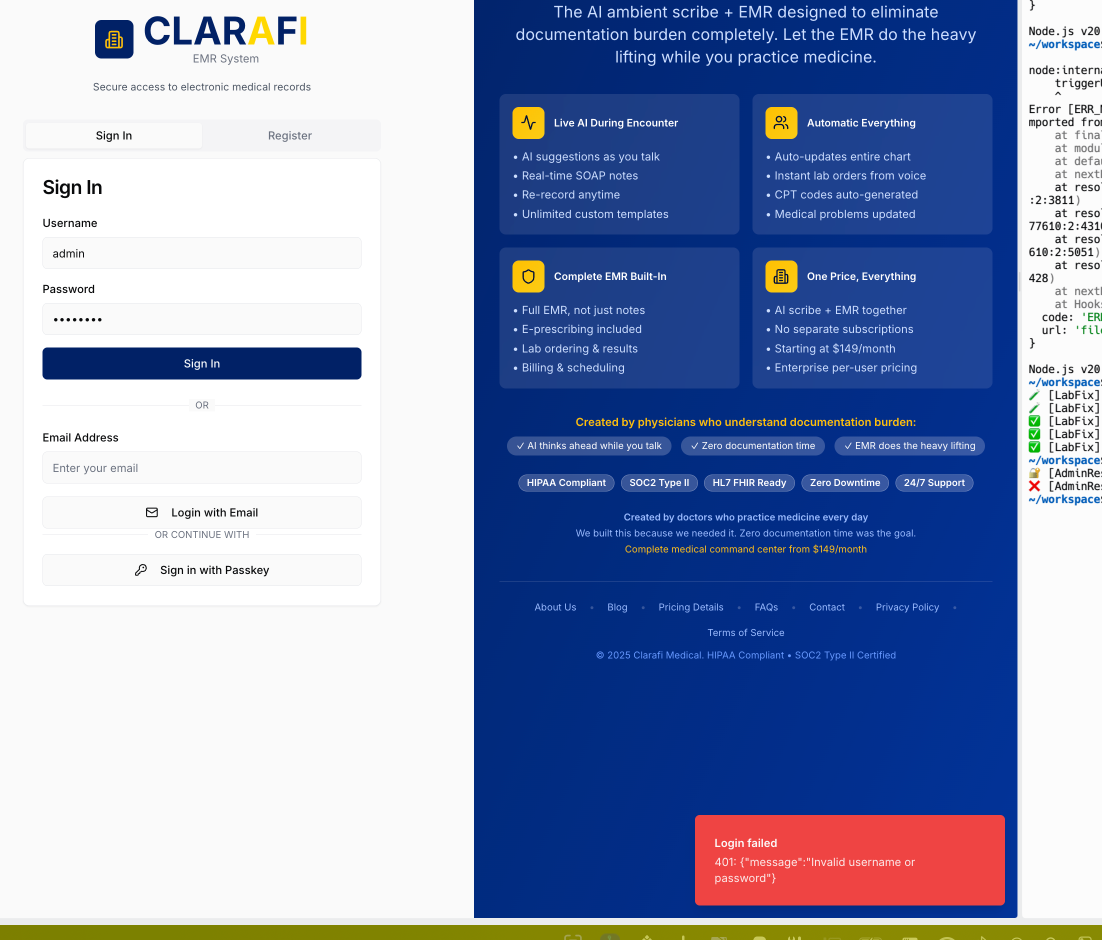 CLARAFI
EMR System
Secure access to electronic medical records
Sign In
Register
Sign In
Username
admin
Password
••••••••
Sign In
OR
Email Address
Enter your email
Login with Email
OR CONTINUE WITH
Sign in with Passkey
The AI ambient scribe + EMR designed to eliminate
documentation burden completely. Let the EMR do the heavy
lifting while you practice medicine.
Live AI During Encounter
• AI suggestions as you talk
• Real-time SOAP notes
• Re-record anytime
• Unlimited custom templates
Automatic Everything
• Auto-updates entire chart
• Instant lab orders from voice
• CPT codes auto-generated
• Medical problems updated
Complete EMR Built-In
• Full EMR, not just notes
• E-prescribing included
• Lab ordering & results
• Billing & scheduling
One Price, Everything
• AI scribe + EMR together
• No separate subscriptions
• Starting at $149/month
• Enterprise per-user pricing
Created by physicians who understand documentation burden:
✓ AI thinks ahead while you talk
✓ Zero documentation time
✓ EMR does the heavy lifting
HIPAA Compliant
SOC2 Type II
HL7 FHIR Ready
Zero Downtime
24/7 Support
Created by doctors who practice medicine every day
We built this because we needed it. Zero documentation time was the goal.
Complete medical command center from $149/month
About Us • Blog • Pricing Details • FAQs • Contact • Privacy Policy •
Terms of Service
© 2025 Clarafi Medical. HIPAA Compliant • SOC2 Type II Certified
Login failed
401: {"message":"Invalid username or
password"}
}
Node.js v20
~/workspace
node:intern
trigger
^
Error [ERR_
mported fro
at fina
at modu
at defa
at next
at reso
:2:3811)
at reso
77610:2:431
at reso
610:2:5051)
at reso
428)
at next
at Hook
code: 'ER
url: 'fil
}
Node.js v20
~/workspace
[LabFix]
[LabFix]
✅ [LabFix]
✅ [LabFix]
✅ [LabFix]
~/workspace
[AdminRes
❌ [AdminRes
~/workspace